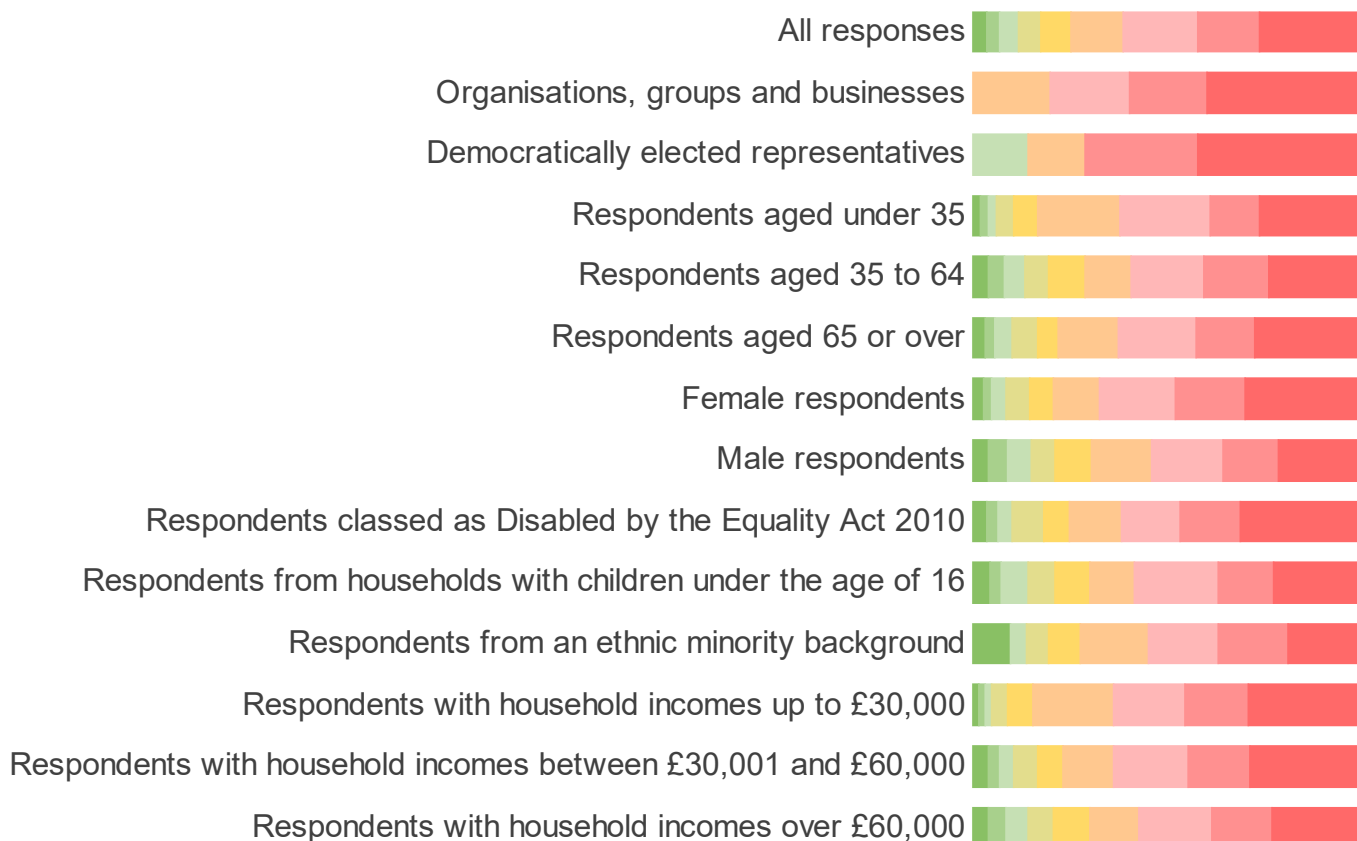 All responses
Organisations, groups and businesses
Democratically elected representatives
Respondents aged under 35
Respondents aged 35 to 64
Respondents aged 65 or over
Female respondents
Male respondents
Respondents classed as Disabled by the Equality Act 2010
Respondents from households with children under the age of 16
Respondents from an ethnic minority background
Respondents with household incomes up to £30,000
Respondents with household incomes between £30,001 and £60,000
Respondents with household incomes over £60,000